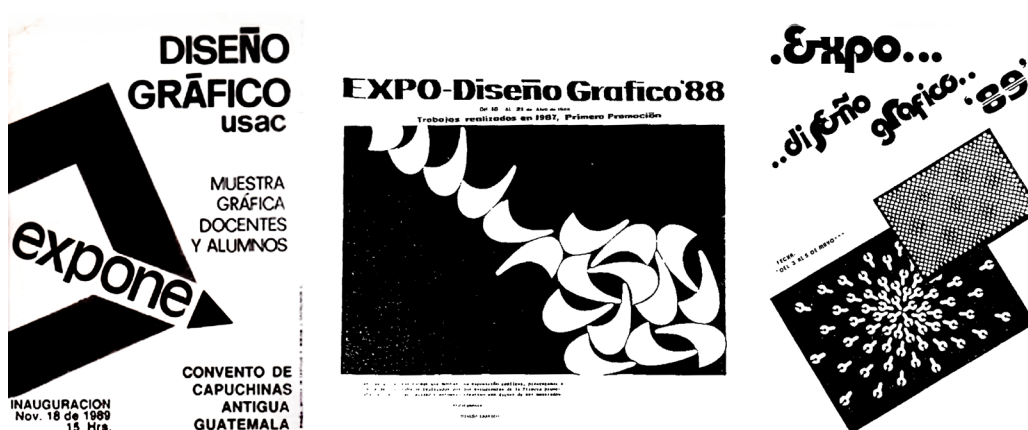 DISEÑO
GRÁFICO
usac
MUESTRA
GRÁFICA
DOCENTES
Y ALUMNOS
expone
CONVENTO DE
CAPUCHINAS
ANTIGUA
GUATEMALA
INAUGURACION
Nov. 18 de 1989
15 Hrs.
EXPO-Diseño Grafico'88
Trabajos realizados en 1987, Primera Promoción
.Expo...
..diseño
grafico..
'89'
FECHA.
DEL 3 AL 5 DE MAYO...